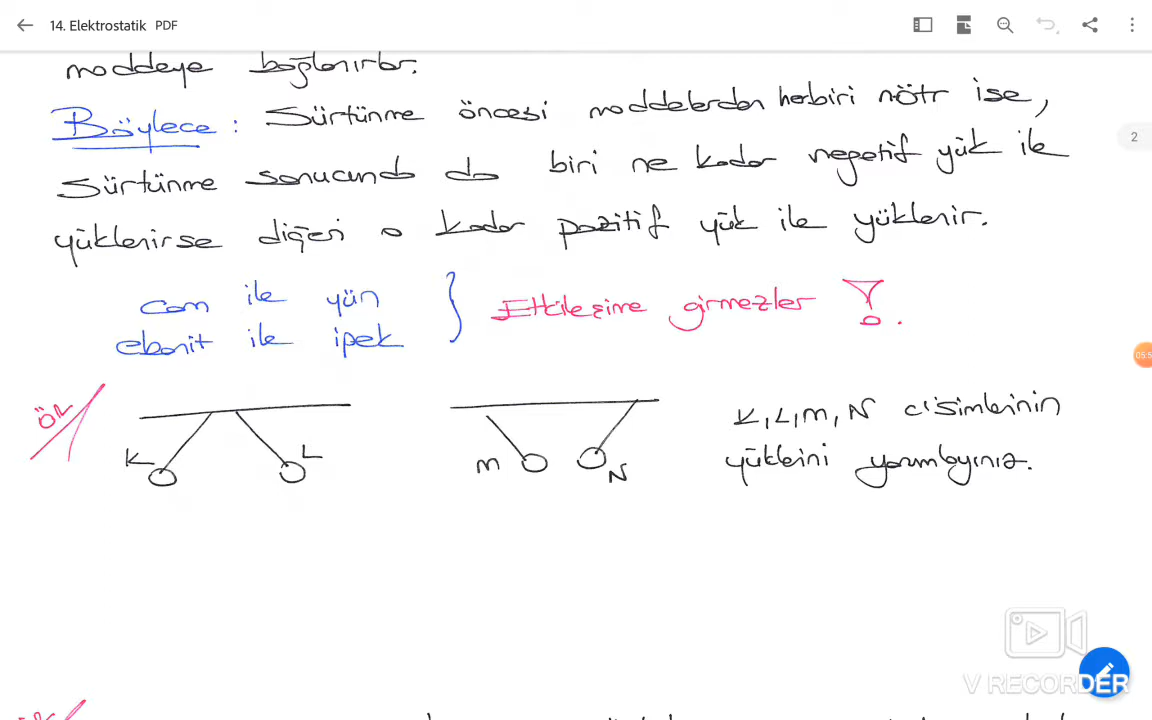 14. Elektrostatik PDF
maddeye bağlanırlar.
Böylece : Sürtünme öncesi maddelerden herbiri nötr ise,
2
sürtünme sonucunda da biri ne kadar negatif yük ile
yüklenirse diğeri o kadar pozitif yük ile yüklenir.
cam ile yün
ebonit ile ipek
Etkileşime girmezler !
05:5
ÖR
K L
M N
K, L, M, N cisimlerinin
yüklerini yorumlayınız.
V RECORDER